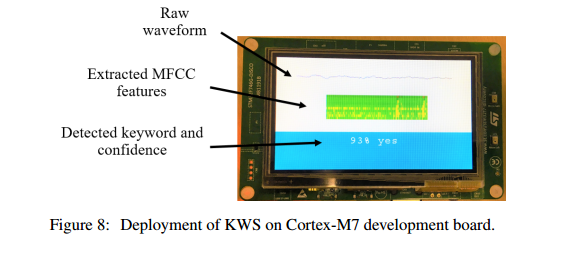 Raw
waveform
Extracted MFCC
features
Detected keyword and
confidence
93% yes
Figure 8: Deployment of KWS on Cortex-M7 development board.